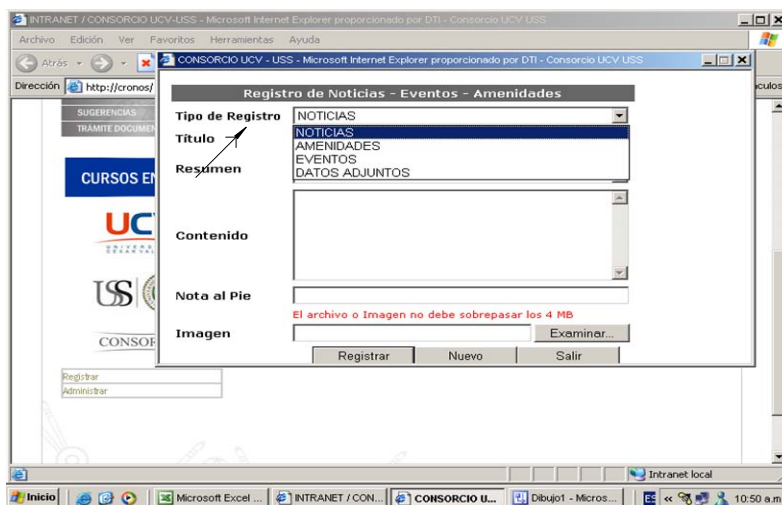 INTRANET / CONSORCIO UCV-USS - Microsoft Internet Explorer proporcionado por DTI - Consorcio UCV USS
Archivo Edición Ver Favoritos Herramientas Ayuda
Atrás
CONSORCIO UCV - USS - Microsoft Internet Explorer proporcionado por DTI - Consorcio UCV USS
Dirección http://cronos/
Registro de Noticias - Eventos - Amenidades
SUGERENCIAS
TRAMITE DOCUMEN
Tipo de Registro NOTICIAS
NOTICIAS
Título
AMENIDADES
EVENTOS
Resumen
DATOS ADJUNTOS
CURSOS EN
UCV
Contenido
USS
Nota al Pie
El archivo o Imagen no debe sobrepasar los 4 MB
Imagen Examinar...
CONSOR
Registrar Nuevo Salir
Registrar
Administrar
Intranet local
Inicio Microsoft Excel ... INTRANET / CON... CONSORCIO U... Dibujo1 - Micros... ES « 10:50 a.m.